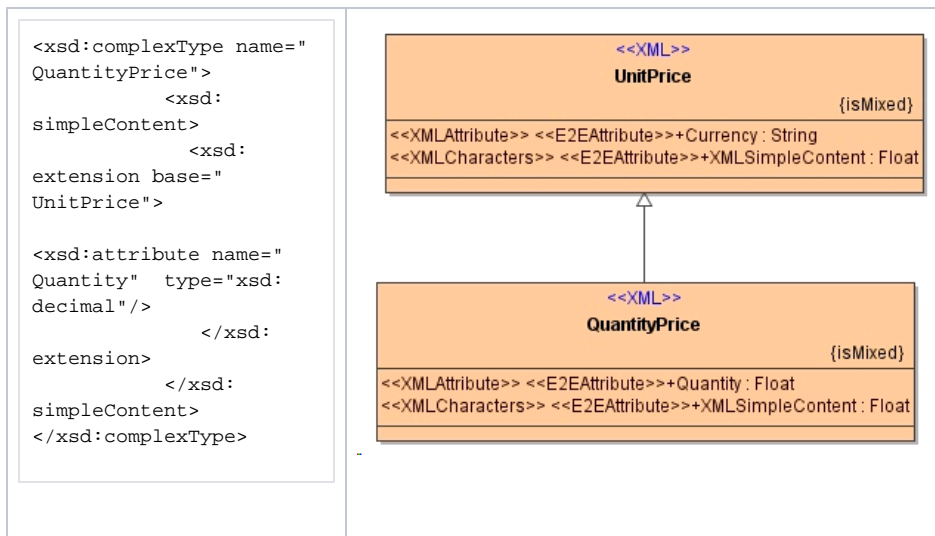 <xsd:complexType name="
QuantityPrice">
<xsd:
simpleContent>
<xsd:
extension base="
UnitPrice">
<xsd:attribute name="
Quantity"  type="xsd:
decimal"/>
</xsd:
extension>
</xsd:
simpleContent>
</xsd:complexType>
<<XML>>
UnitPrice
{isMixed}
<<XMLAttribute>> <<E2EAttribute>>+Currency : String
<<XMLCharacters>> <<E2EAttribute>>+XMLSimpleContent : Float
<<XML>>
QuantityPrice
{isMixed}
<<XMLAttribute>> <<E2EAttribute>>+Quantity : Float
<<XMLCharacters>> <<E2EAttribute>>+XMLSimpleContent : Float